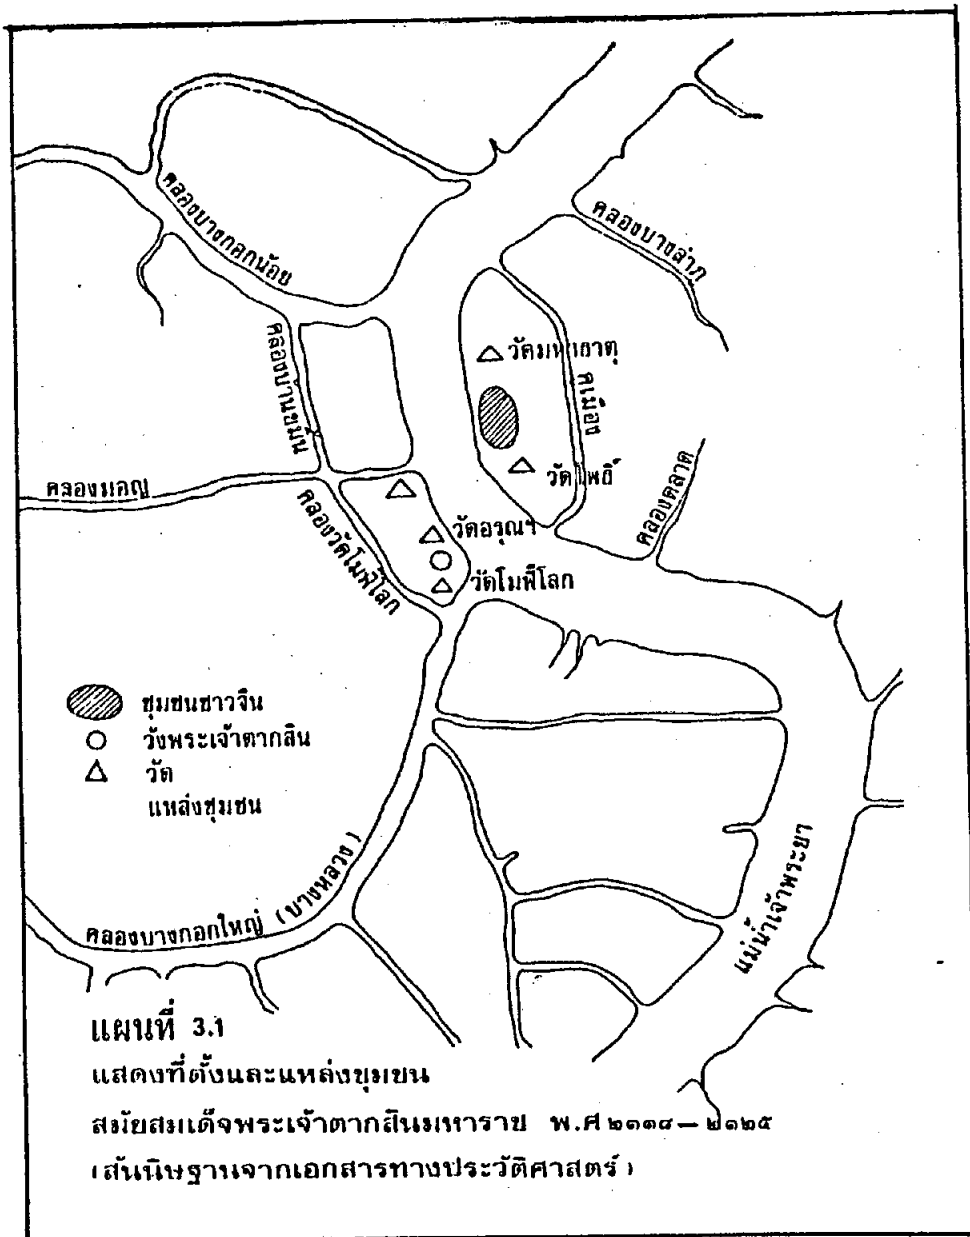 คลองบางกอกน้อย
คลองบางลำภู
คลองบ้านขมิ้น
วัดมหาธาตุ
คูเมือง
วัดโพธิ์
คลองตลาด
คลองมอญ
คลองวัดโมฬีโลก
วัดอรุณฯ
วัดโมฬีโลก
ชุมชนชาวจีน
วังพระเจ้าตากสิน
วัด
แหล่งชุมชน
คลองบางกอกใหญ่ (บางหลวง)
แม่น้ำเจ้าพระยา
แผนที่ 3.1
แสดงที่ตั้งและแหล่งชุมชน
สมัยสมเด็จพระเจ้าตากสินมหาราช พ.ศ ๒๓๑๘ — ๒๓๒๕
(สันนิษฐานจากเอกสารทางประวัติศาสตร์)